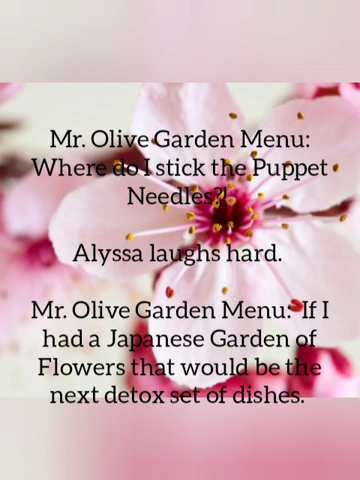 Mr. Olive Garden Menu:
Where do I stick the Puppet
Needles?!
Alyssa laughs hard.
Mr. Olive Garden Menu: If I
had a Japanese Garden of
Flowers that would be the
next detox set of dishes.